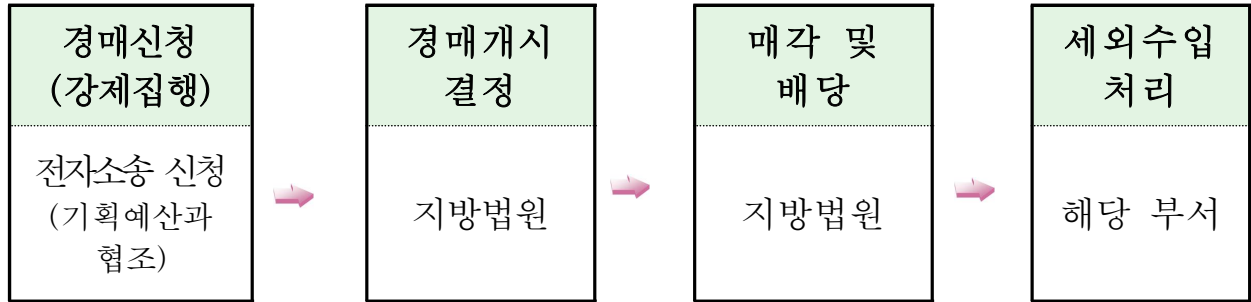 경매신청
(강제집행)
전자소송 신청
(기획예산과
협조)
경매개시
결정
지방법원
매각 및
배당
지방법원
세외수입
처리
해당 부서